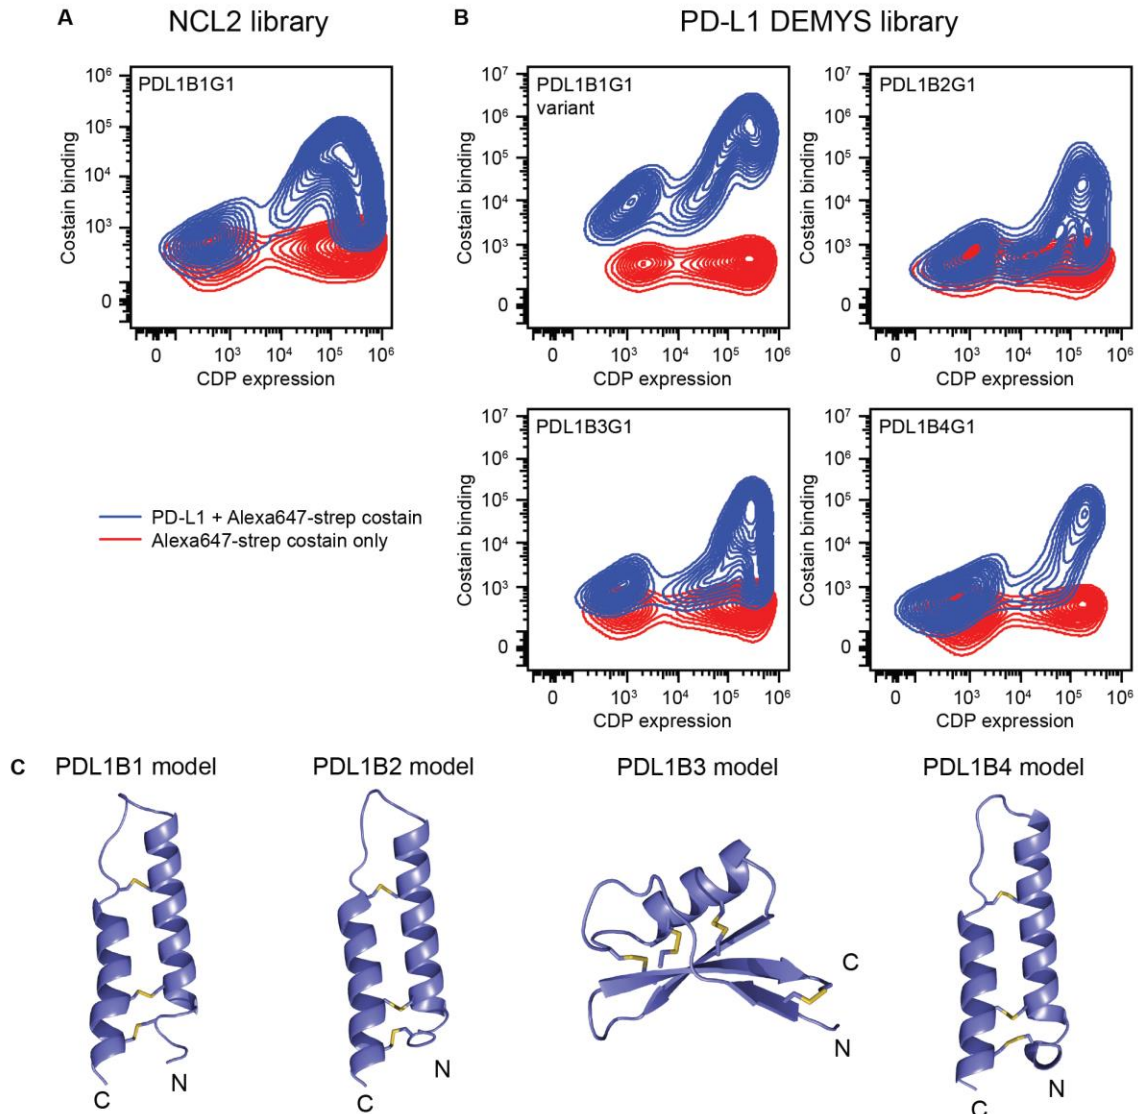 A NCL2 library
B PD-L1 DEMYS library
PDL1B1G1
10⁶
10⁵
10⁴
10³
0
Costain binding
0 10³ 10⁴ 10⁵ 10⁶
CDP expression
PDL1B1G1
variant
10⁷
10⁶
10⁵
10⁴
10³
0
Costain binding
0 10³ 10⁴ 10⁵ 10⁶
CDP expression
PDL1B2G1
10⁷
10⁶
10⁵
10⁴
10³
0
Costain binding
0 10³ 10⁴ 10⁵ 10⁶
CDP expression
PD-L1 + Alexa647-strep costain
Alexa647-strep costain only
PDL1B3G1
10⁷
10⁶
10⁵
10⁴
10³
0
Costain binding
0 10³ 10⁴ 10⁵ 10⁶
CDP expression
PDL1B4G1
10⁷
10⁶
10⁵
10⁴
10³
0
Costain binding
0 10³ 10⁴ 10⁵ 10⁶
CDP expression
C PDL1B1 model
PDL1B2 model
PDL1B3 model
PDL1B4 model
C
N
C
N
C
N
C
N